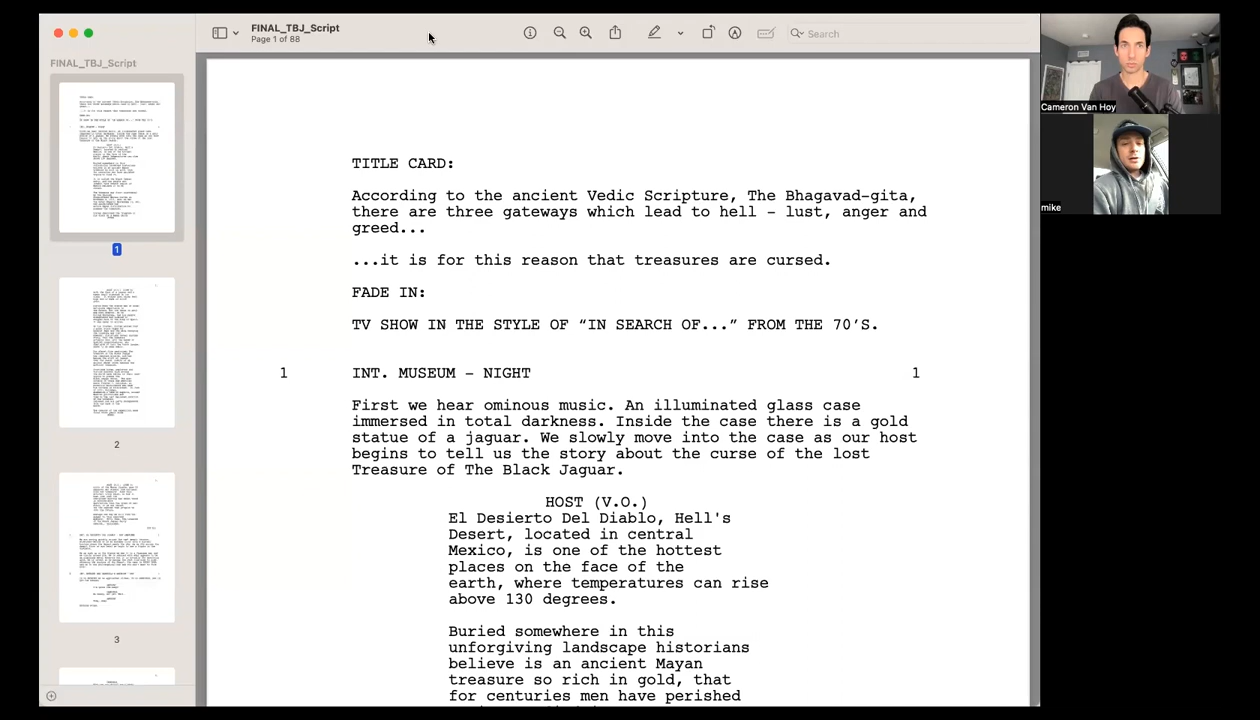 FINAL_TBJ_Script
Page 1 of 88
Search
FINAL_TBJ_Script
1
2
3
TITLE CARD:
According to the ancient Vedic Scripture, The Bhagavad-gita,
there are three gateways which lead to hell – lust, anger and
greed...
...it is for this reason that treasures are cursed.
FADE IN:
TV SHOW IN THE STYLE OF “IN SEARCH OF...” FROM THE 70’S.
1 INT. MUSEUM – NIGHT 1
First we hear ominous music. An illuminated glass case
immersed in total darkness. Inside the case there is a gold
statue of a jaguar. We slowly move into the case as our host
begins to tell us the story about the curse of the lost
Treasure of The Black Jaguar.
HOST (V.O.)
El Desierto Del Diablo, Hell's
Desert, located in central
Mexico, is one of the hottest
places on the face of the
earth, where temperatures can rise
above 130 degrees.
Buried somewhere in this
unforgiving landscape historians
believe is an ancient Mayan
treasure so rich in gold, that
for centuries men have perished
Cameron Van Hoy
mike